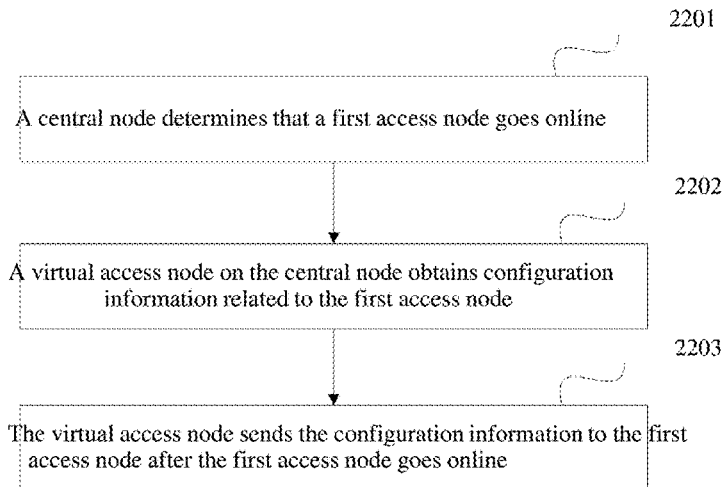 2201
A central node determines that a first access node goes online
2202
A virtual access node on the central node obtains configuration
information related to the first access node
2203
The virtual access node sends the configuration information to the first
access node after the first access node goes online